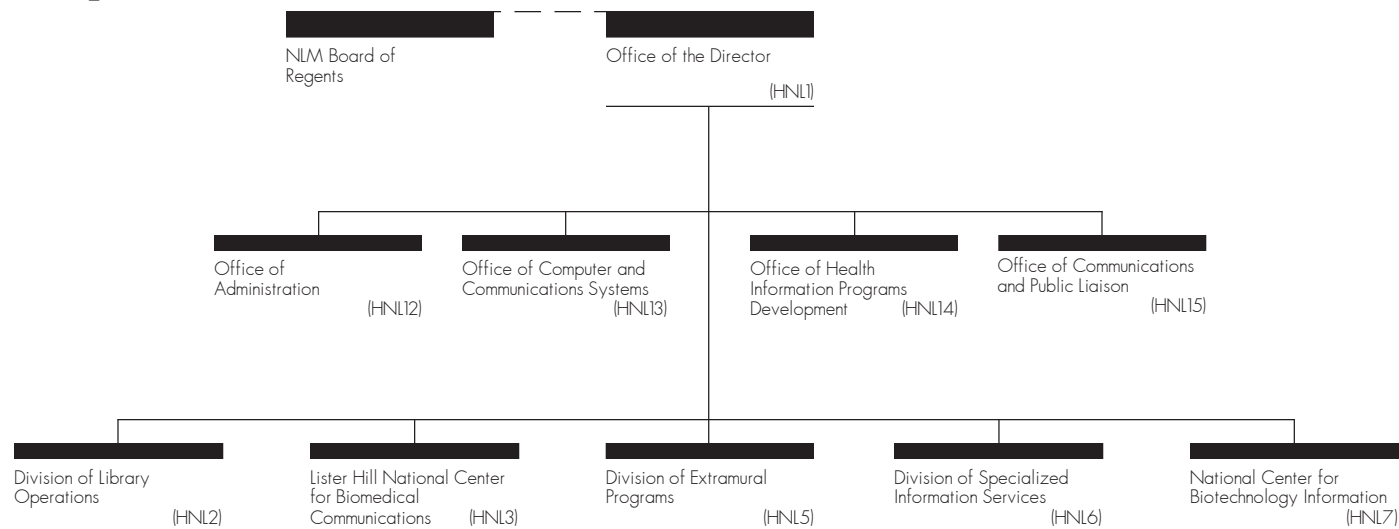 NLM Board of
Regents
Office of the Director
(HNL1)
Office of
Administration
(HNL12)
Office of Computer and
Communications Systems
(HNL13)
Office of Health
Information Programs
Development (HNL14)
Office of Communications
and Public Liaison
(HNL15)
Division of Library
Operations
(HNL2)
Lister Hill National Center
for Biomedical
Communications (HNL3)
Division of Extramural
Programs
(HNL5)
Division of Specialized
Information Services
(HNL6)
National Center for
Biotechnology Information
(HNL7)